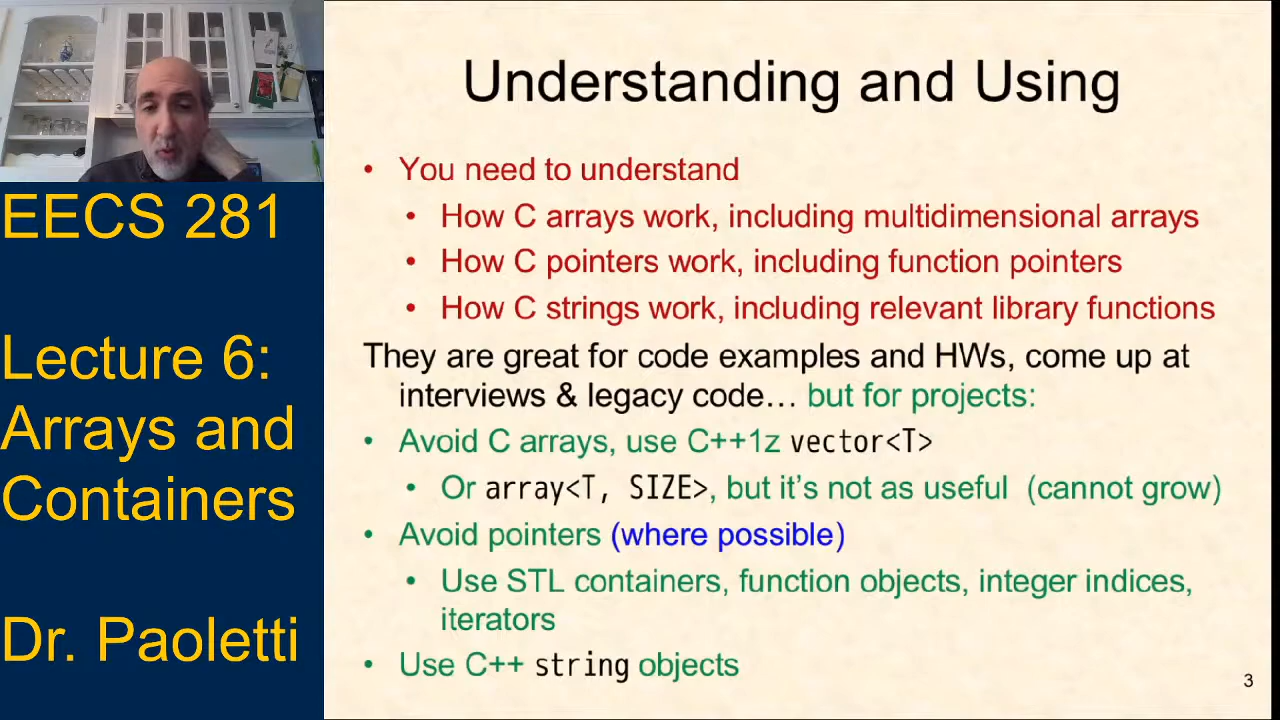 EECS 281
Lecture 6:
Arrays and
Containers
Dr. Paoletti
Understanding and Using
• You need to understand
• How C arrays work, including multidimensional arrays
• How C pointers work, including function pointers
• How C strings work, including relevant library functions
They are great for code examples and HWs, come up at
interviews & legacy code… but for projects:
• Avoid C arrays, use C++1z vector<T>
• Or array<T, SIZE>, but it’s not as useful (cannot grow)
• Avoid pointers (where possible)
• Use STL containers, function objects, integer indices,
iterators
• Use C++ string objects
3